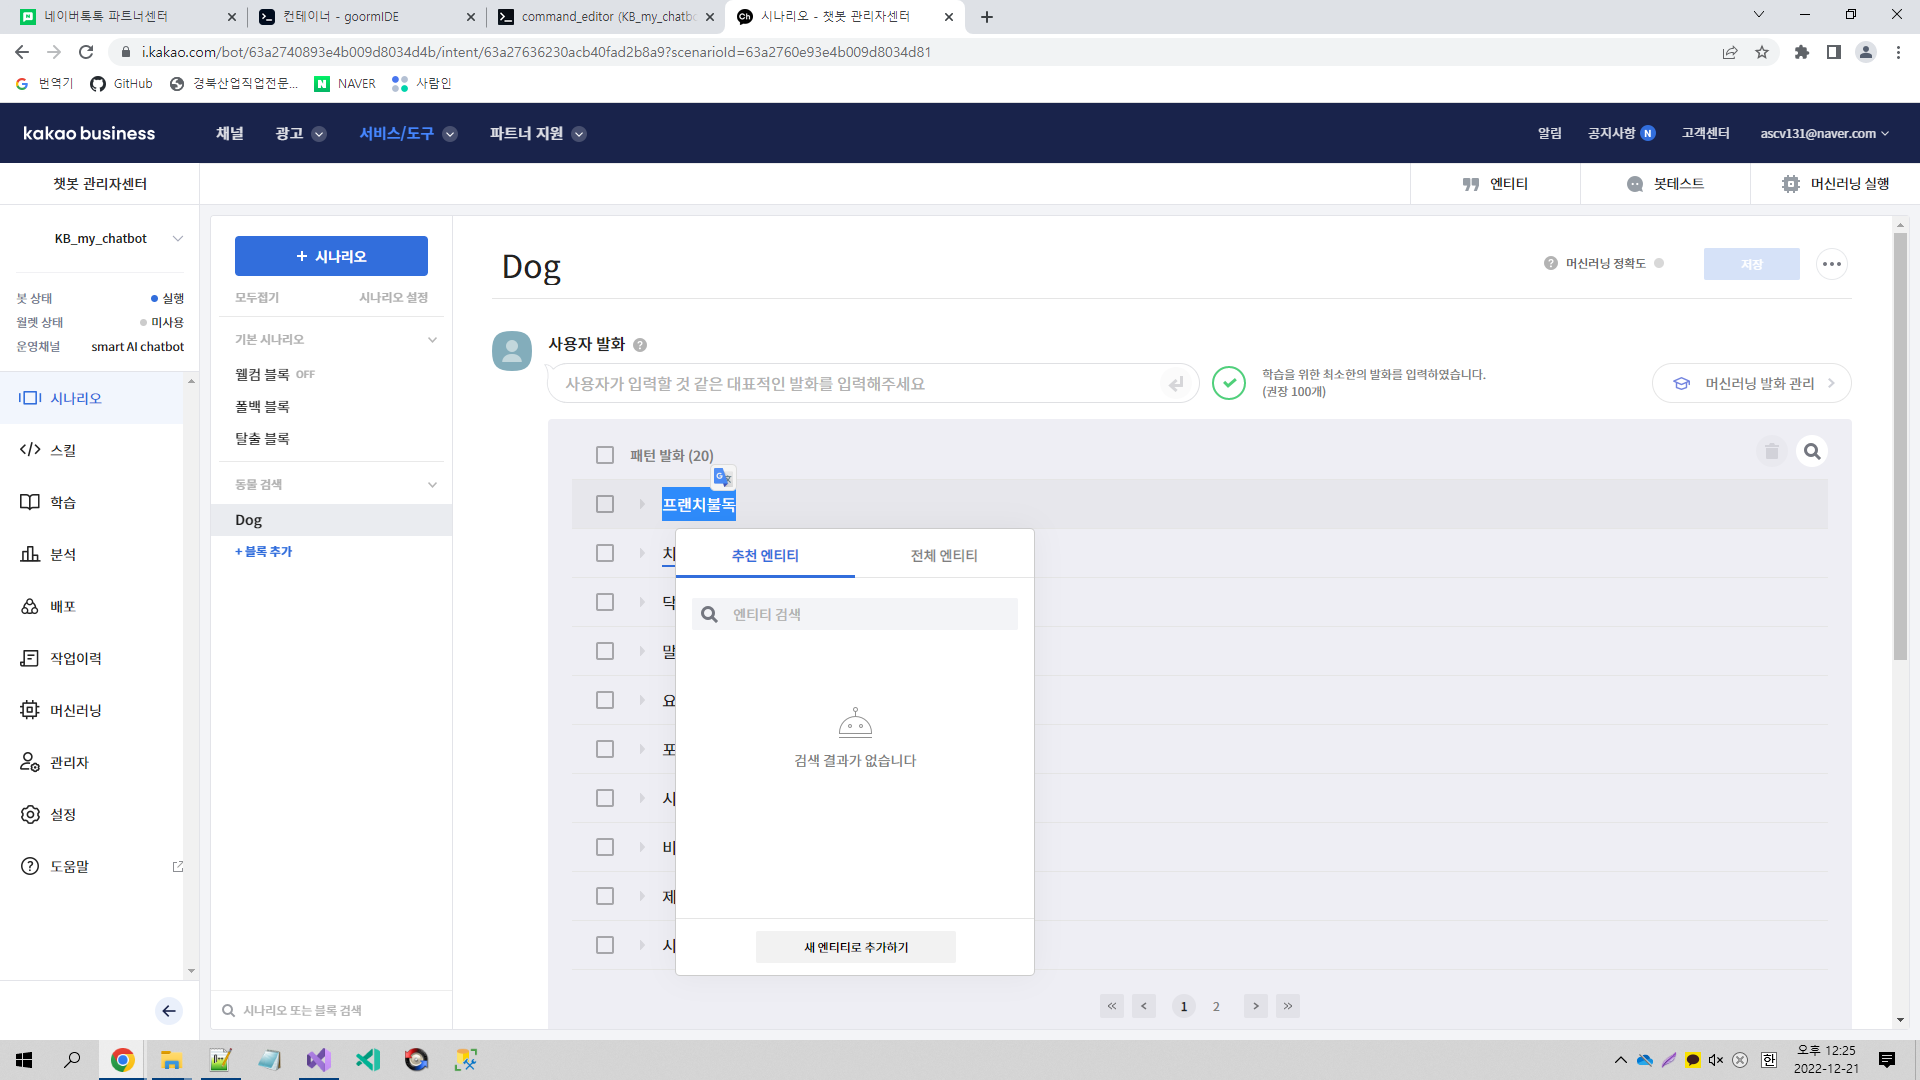 네이버톡톡 파트너센터
컨테이너 - goormIDE
command_editor (KB_my_chatbo
시나리오 - 챗봇 관리자센터
i.kakao.com/bot/63a2740893e4b009d8034d4b/intent/63a27636230acb40fad2b8a9?scenarioId=63a2760e93e4b009d8034d81
번역기
GitHub
경북산업직업전문...
NAVER
사람인
kakao business
채널
광고
서비스/도구
파트너 지원
알림
공지사항 N
고객센터
ascv131@naver.com
챗봇 관리자센터
엔티티
봇테스트
머신러닝 실행
KB_my_chatbot
봇 상태
실행
월렛 상태
미사용
운영채널
smart AI chatbot
시나리오
스킬
학습
분석
배포
작업이력
머신러닝
관리자
설정
도움말
+ 시나리오
모두접기
시나리오 설정
기본 시나리오
웰컴 블록 OFF
폴백 블록
탈출 블록
동물 검색
Dog
+ 블록 추가
시나리오 또는 블록 검색
Dog
머신러닝 정확도
저장
사용자 발화
사용자가 입력할 것 같은 대표적인 발화를 입력해주세요
학습을 위한 최소한의 발화를 입력하였습니다.
(권장 100개)
머신러닝 발화 관리
패턴 발화 (20)
프랜치불독
치
닥
말
요
포
시
비
제
시
추천 엔티티
전체 엔티티
엔티티 검색
검색 결과가 없습니다
새 엔티티로 추가하기
1
2
한
오후 12:25
2022-12-21